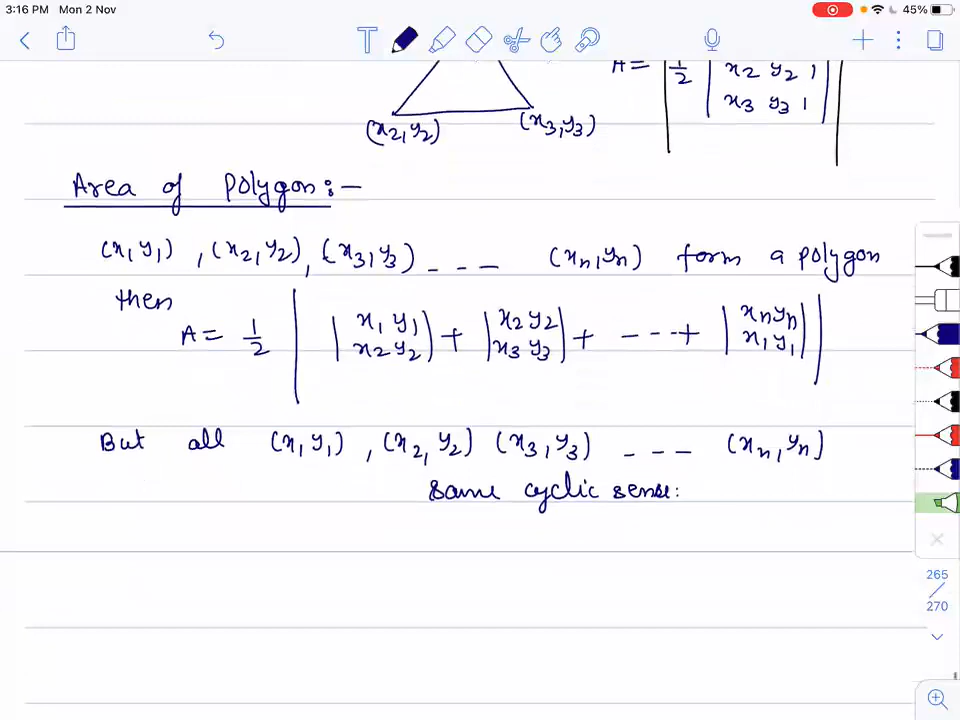 3:16 PM Mon 2 Nov 45%
T
A = 1/2 | x2 y2 1
x3 y3 1 |
(x2, y2) (x3, y3)
Area of Polygon:-
(x1 y1) , (x2, y2), (x3, y3) - - - (xn, yn) form a polygon
then
A = 1/2 | | x1 y1 | + | x2 y2 | + - - - + | xn yn | |
x2 y2 x3 y3 x1 y1
But all (x1 y1) , (x2, y2) (x3, y3) - - - (xn, yn)
same cyclic sense:
265
270